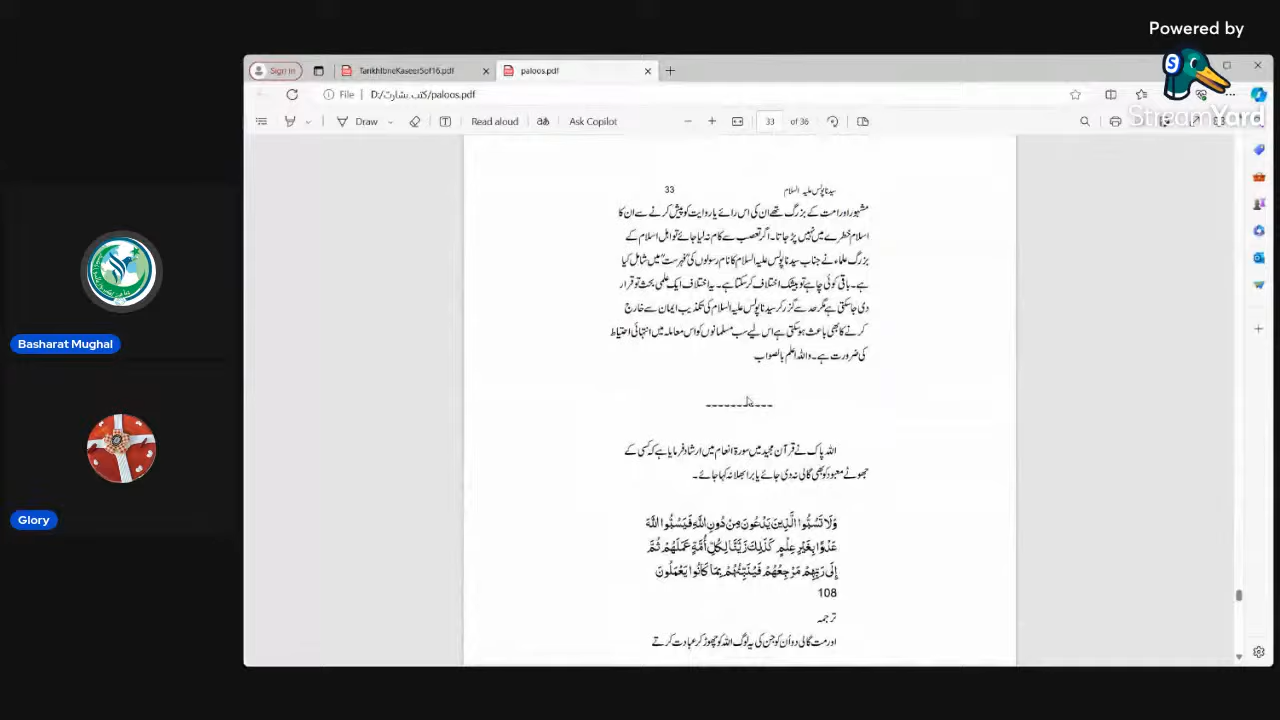 Powered by
StreamYard
Sign in
TarikhIbneKaseer5of16.pdf
paloos.pdf
File
D:/کتب بشارت/paloos.pdf
Draw
Read aloud
Ask Copilot
33
of 36
سیدنا پولس علیہ السلام
33
مشہور اور امت کے بزرگ تھے ان کی اس رائے یا روایت کو پیش کرنے سے ان کا
اسلام خطرے میں نہیں پڑ جاتا۔ اگر تعصب سے کام نہ لیا جائے تو اہل اسلام کے
بزرگ علماء نے جناب سیدنا پولس علیہ السلام کا نام رسولوں کی "فہرست" میں شامل کیا
ہے۔ باقی کوئی چاہے تو بیشک اختلاف کر سکتا ہے۔ یہ اختلاف ایک علمی بحث تو قرار
دی جا سکتی ہے مگر حد سے گزر کر سیدنا پولس علیہ السلام کی تکذیب ایمان سے خارج
کرنے کا بھی باعث ہو سکتی ہے اس لیے سب مسلمانوں کو اس معاملہ میں انتہائی احتیاط
کی ضرورت ہے۔ واللہ اعلم بالصواب
-----------
اللہ پاک نے قرآن مجید میں سورۃ انعام میں ارشاد فرمایا ہے کہ کسی کے
جھوٹے معبود کو بھی گالی نہ دی جائے یا برا بھلا نہ کہا جائے۔
وَلَا تَسُبُّوا الَّذِينَ يَدْعُونَ مِنْ دُونِ اللَّهِ فَيَسُبُّوا اللَّهَ
عَدْوًا بِغَيْرِ عِلْمٍ كَذَٰلِكَ زَيَّنَّا لِكُلِّ أُمَّةٍ عَمَلَهُمْ ثُمَّ
إِلَىٰ رَبِّهِمْ مَرْجِعُهُمْ فَيُنَبِّئُهُمْ بِمَا كَانُوا يَعْمَلُونَ
108
ترجمہ
اور مت گالی دو ان کو جن کی یہ لوگ اللہ کو چھوڑ کر عبادت کرتے
Basharat Mughal
Glory